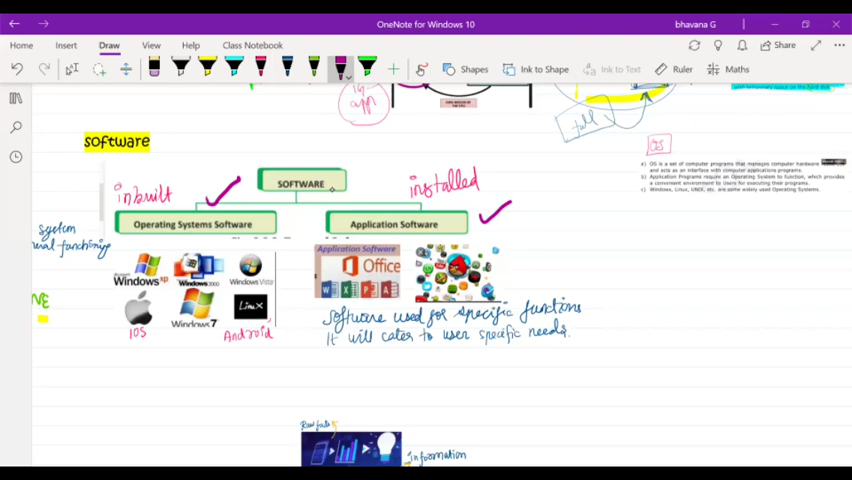 OneNote for Windows 10
bhavana G
Home Insert Draw View Help Class Notebook
Share
Shapes
Ink to Shape
Ink to Text
Ruler
Maths
appl
full
OS
software
a) OS is a set of computer programs that manages computer hardware
and acts as an interface with computer applications programs.
b) Application Programs require an Operating System to function, which provides
a convenient environment to Users for executing their programs.
c) Windows, Linux, UNIX, etc. are some widely used Operating Systems.
SOFTWARE
inbuilt
installed
Operating Systems Software
Application Software
system
functioning
Application Software
Office
W X P A
Windows xp
Windows 2000
Windows Vista
Linux
IOS
Windows 7
Android
Software used for specific functions
It will cater to user specific needs.
Raw facts
Information